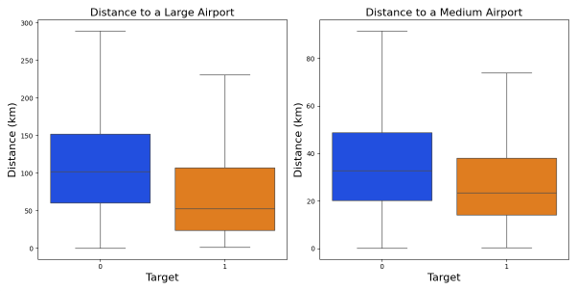 Distance to a Large Airport
300
250
200
150
100
50
0
Distance (km)
0
1
Target
Distance to a Medium Airport
80
60
40
20
0
Distance (km)
0
1
Target